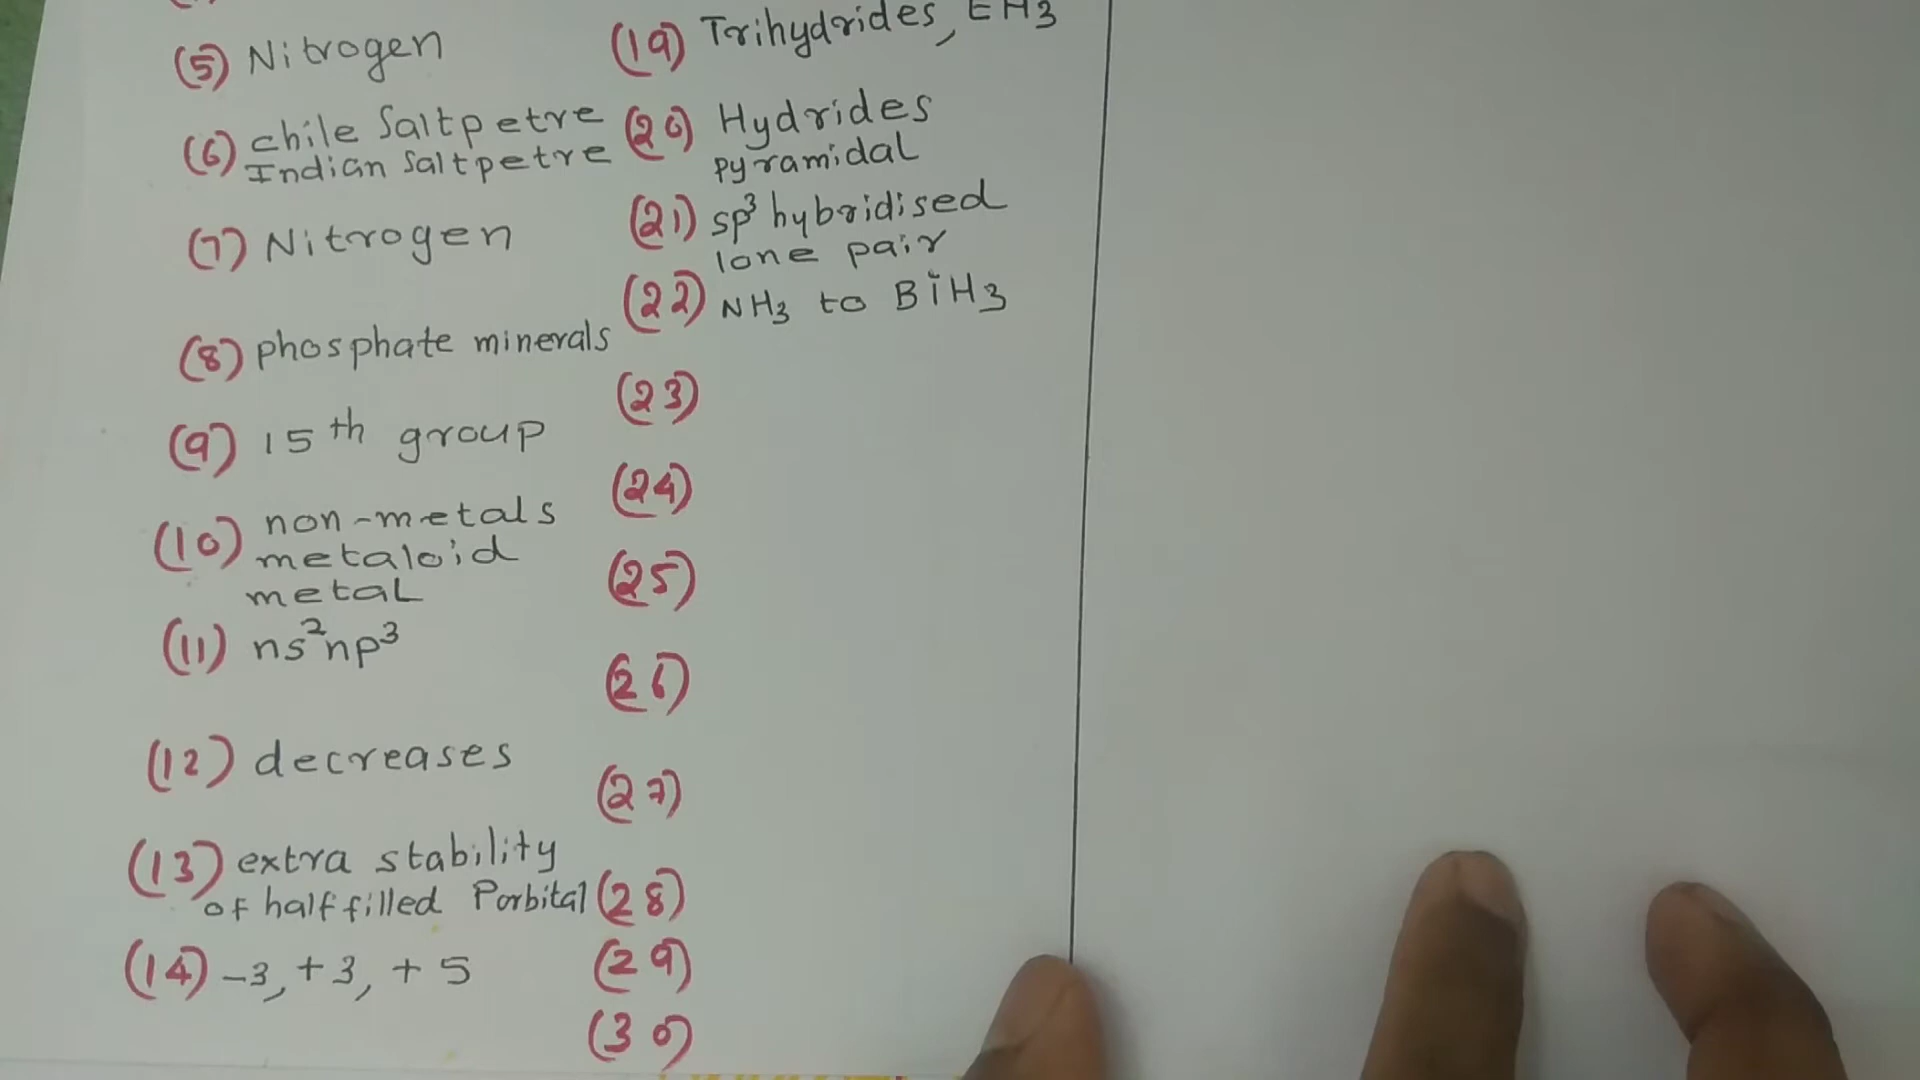 (5) Nitrogen
(6) chile Saltpetre
Indian Saltpetre
(7) Nitrogen
(8) phosphate minerals
(9) 15th group
(10) non-metals
metaloid
metal
(11) ns²np³
(12) decreases
(13) extra stability
of half filled Porbital
(14) -3, +3, +5
(19) Trihydrides, EH3
(20) Hydrides
pyramidal
(21) sp³ hybridised
lone pair
(22) NH3 to BiH3
(23)
(24)
(25)
(26)
(27)
(28)
(29)
(30)